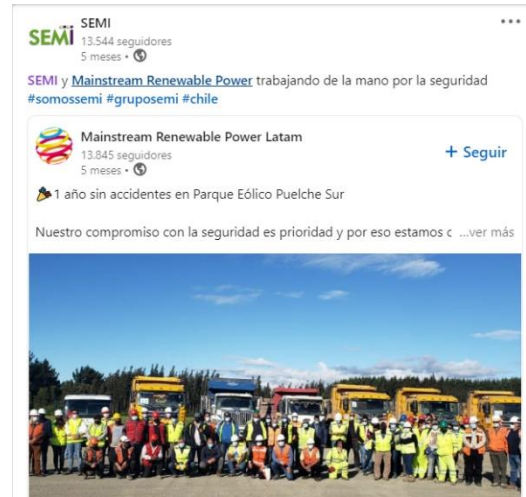 SEMI
SEMI
13.544 seguidores
5 meses •
SEMI y Mainstream Renewable Power trabajando de la mano por la seguridad
#somossemi #gruposemi #chile
Mainstream Renewable Power Latam
13.845 seguidores
5 meses •
+ Seguir
1 año sin accidentes en Parque Eólico Puelche Sur
Nuestro compromiso con la seguridad es prioridad y por eso estamos c ...ver más